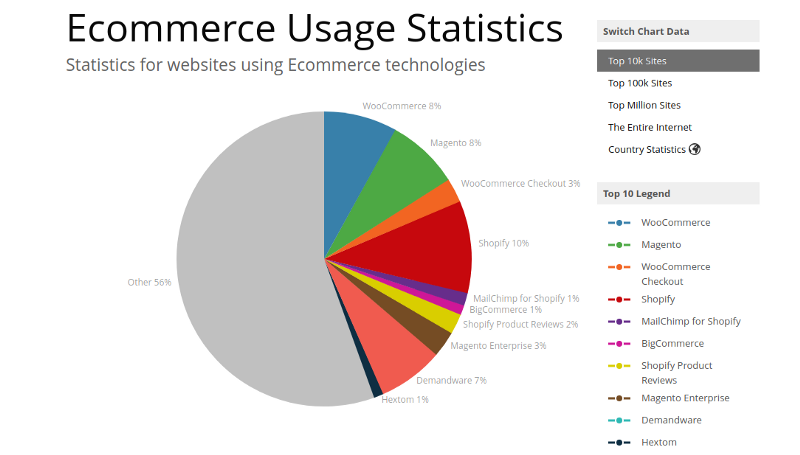 Ecommerce Usage Statistics
Statistics for websites using Ecommerce technologies
WooCommerce 8%
Magento 8%
WooCommerce Checkout 3%
Shopify 10%
MailChimp for Shopify 1%
BigCommerce 1%
Shopify Product Reviews 2%
Magento Enterprise 3%
Demandware 7%
Hextom 1%
Other 56%
Switch Chart Data
Top 10k Sites
Top 100k Sites
Top Million Sites
The Entire Internet
Country Statistics
Top 10 Legend
WooCommerce
Magento
WooCommerce
Checkout
Shopify
MailChimp for Shopify
BigCommerce
Shopify Product
Reviews
Magento Enterprise
Demandware
Hextom